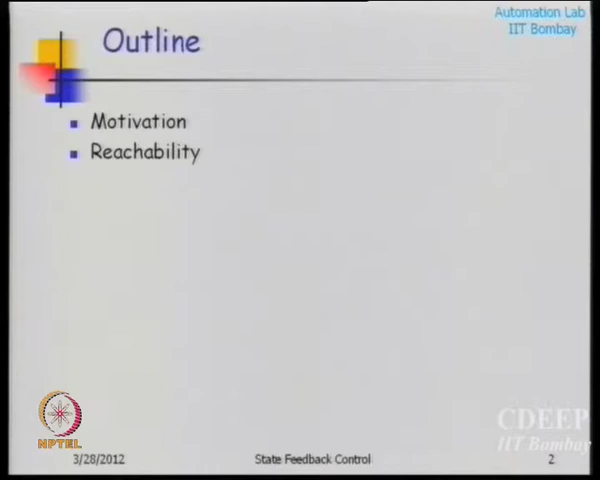 Automation Lab
IIT Bombay
Outline
Motivation
Reachability
NPTEL
CDEEP
IIT Bombay
3/28/2012
State Feedback Control
2